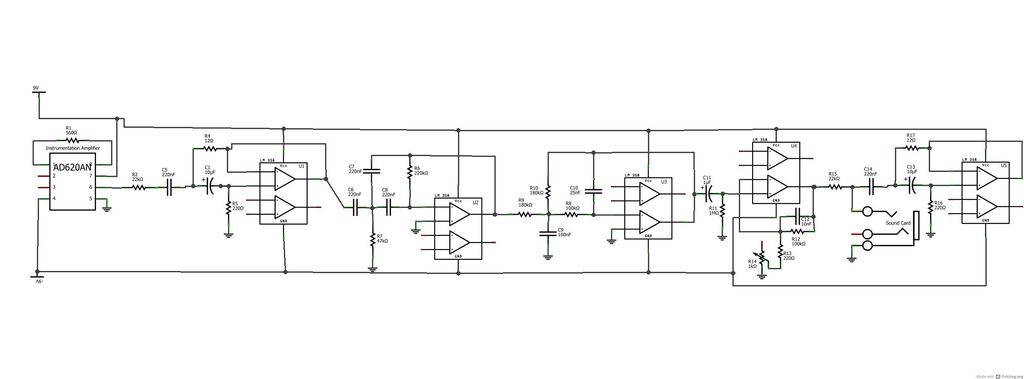 9V
R1
560Ω
Instrumentation Amplifier
AD620AN
1
2
3
4
7
6
5
-9V
R2
22kΩ
C5
220nF
R4
12Ω
C1
10µF
R5
220Ω
LM 358
U1
Vcc
GND
C7
220nF
C6
220nF
C8
220nF
R6
220kΩ
R7
47kΩ
LM 358
U2
Vcc
GND
R9
180kΩ
R10
180kΩ
R8
100kΩ
C10
25nF
C9
100nF
LM 358
U3
Vcc
GND
C11
1µF
R11
1MΩ
LM 358
U4
Vcc
GND
C12
10nF
R12
100kΩ
R13
220Ω
R14
1kΩ
R15
22kΩ
C14
220nF
Sound Card
R17
12Ω
C13
10µF
R16
220Ω
LM 358
U5
Vcc
GND
Made with Fritzing.org